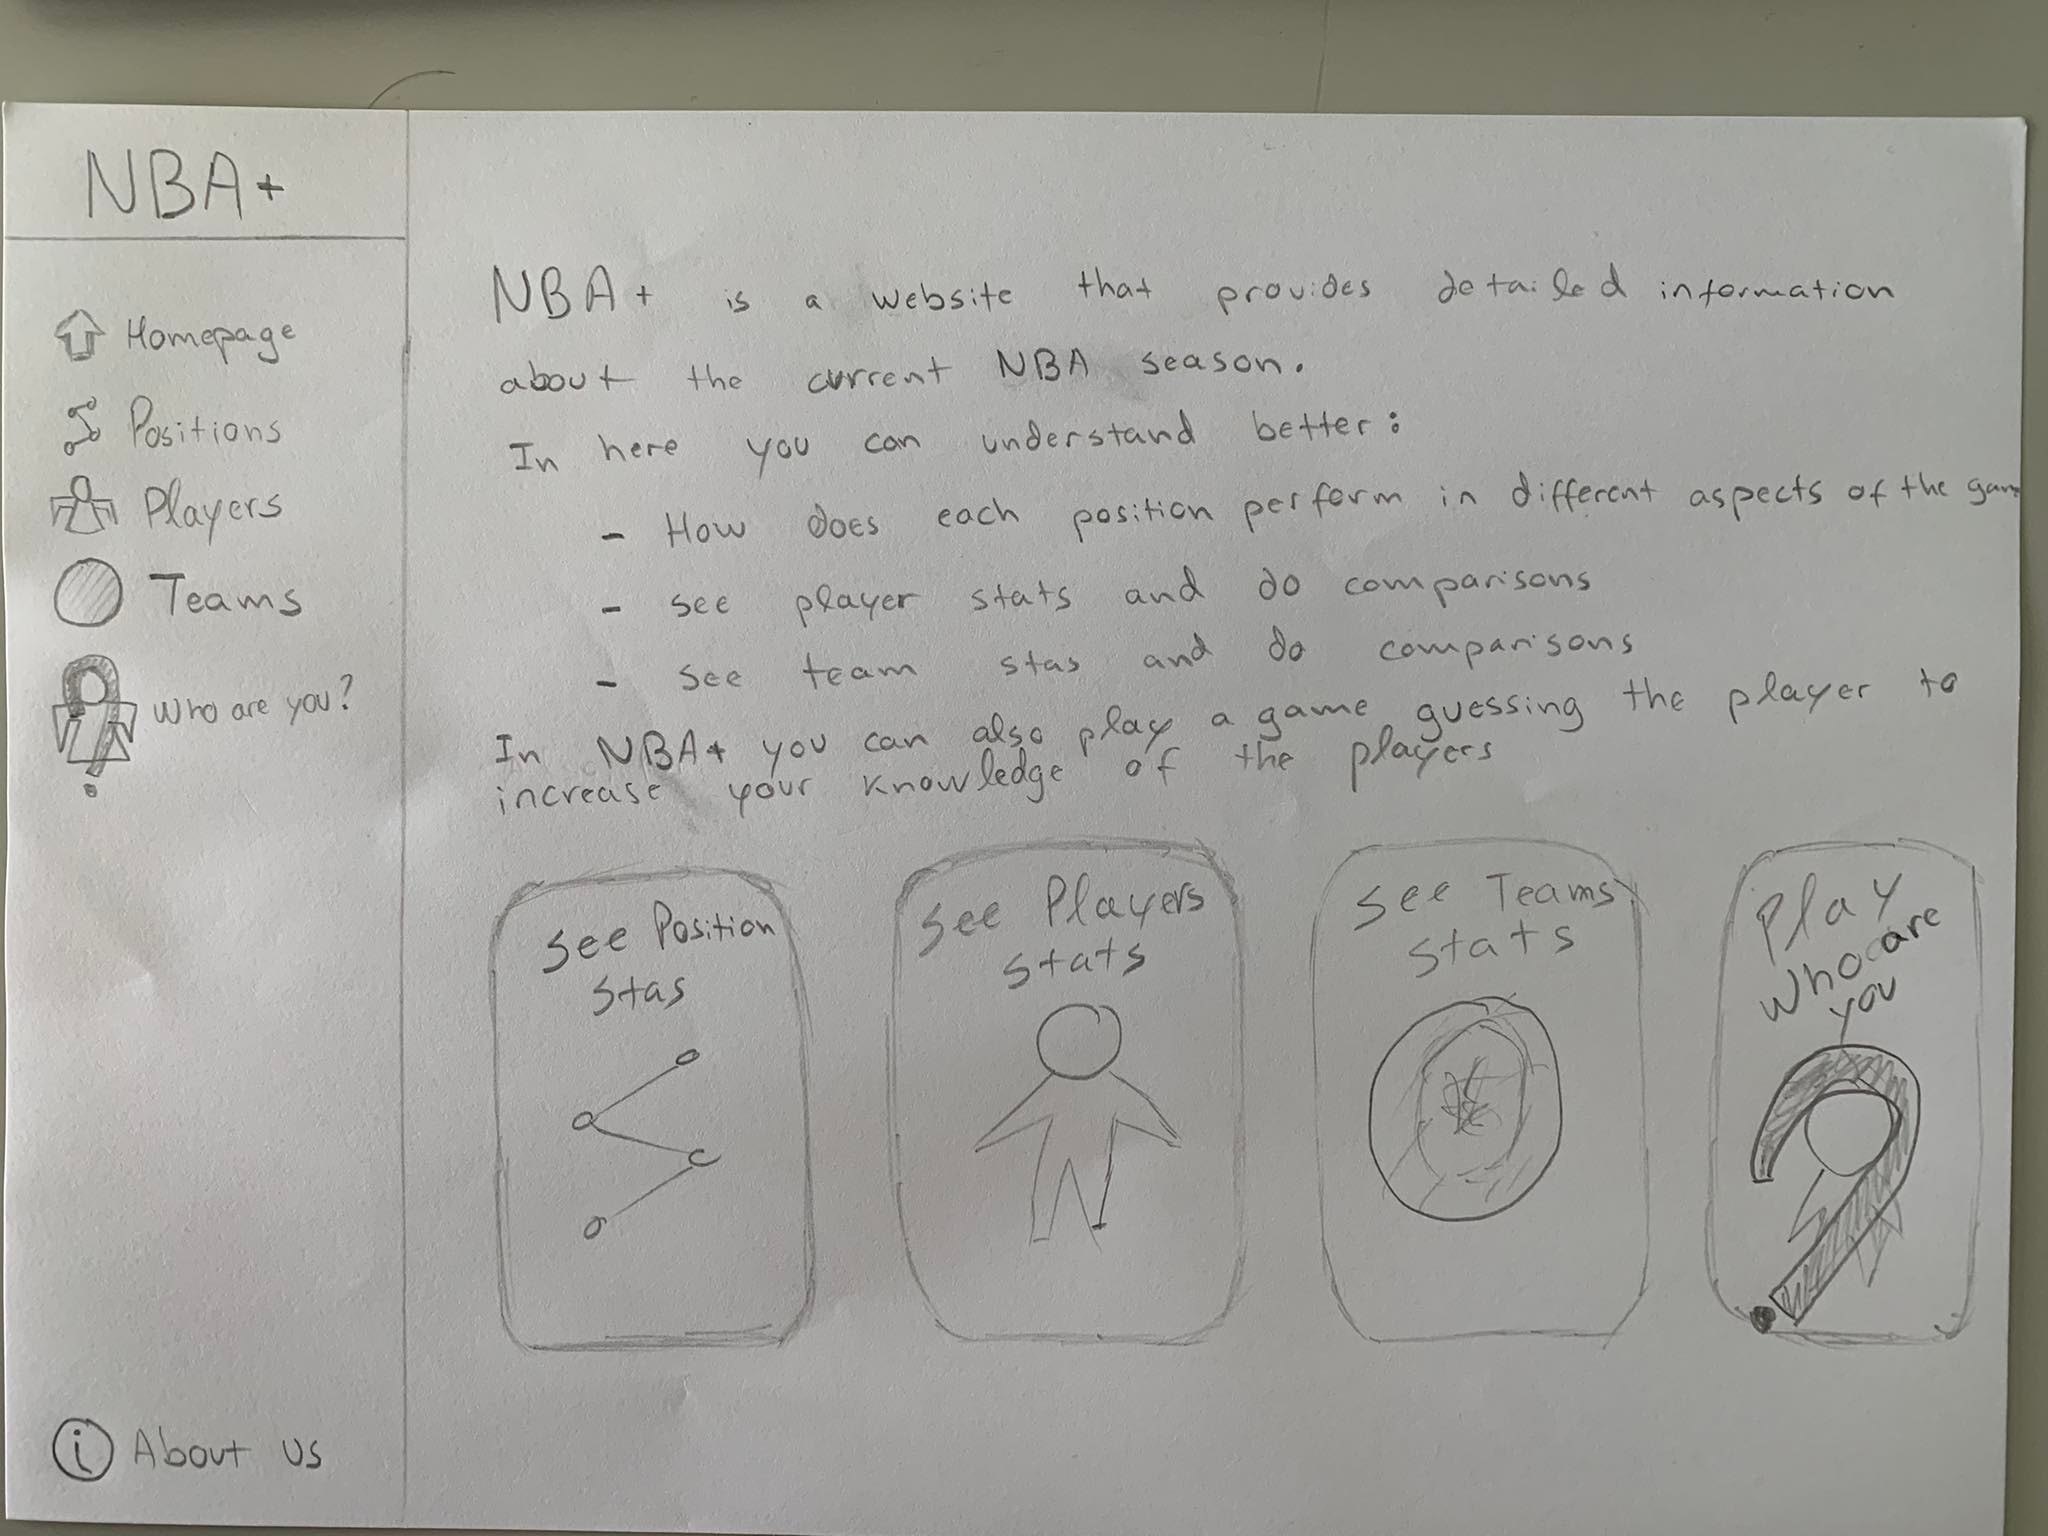 NBA+
Homepage
Positions
Players
Teams
Who are you?
i About us
NBA+ is a website that provides detailed information
about the current NBA season.
In here you can understand better:
- How does each position perform in different aspects of the game
- see player stats and do comparisons
- see team stas and do comparisons
In NBA+ you can also play a game guessing the player to
increase your knowledge of the players
see Position
stas
see Players
stats
see Teams
stats
Play
who are
you